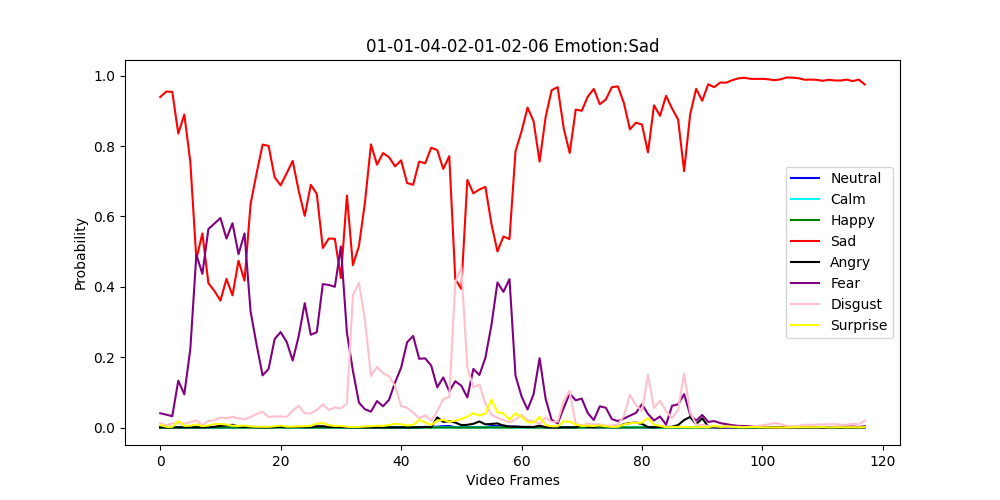 01-01-04-02-01-02-06 Emotion:Sad
Probability
1.0
0.8
0.6
0.4
0.2
0.0
Neutral
Calm
Happy
Sad
Angry
Fear
Disgust
Surprise
0 20 40 60 80 100 120
Video Frames